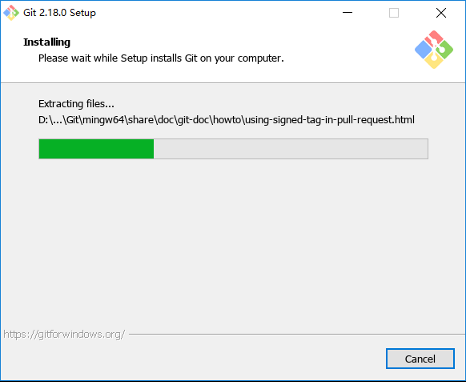 Git 2.18.0 Setup
Installing
Please wait while Setup installs Git on your computer.
Extracting files...
D:\...\Git\mingw64\share\doc\git-doc\howto\using-signed-tag-in-pull-request.html
https://gitforwindows.org/
Cancel